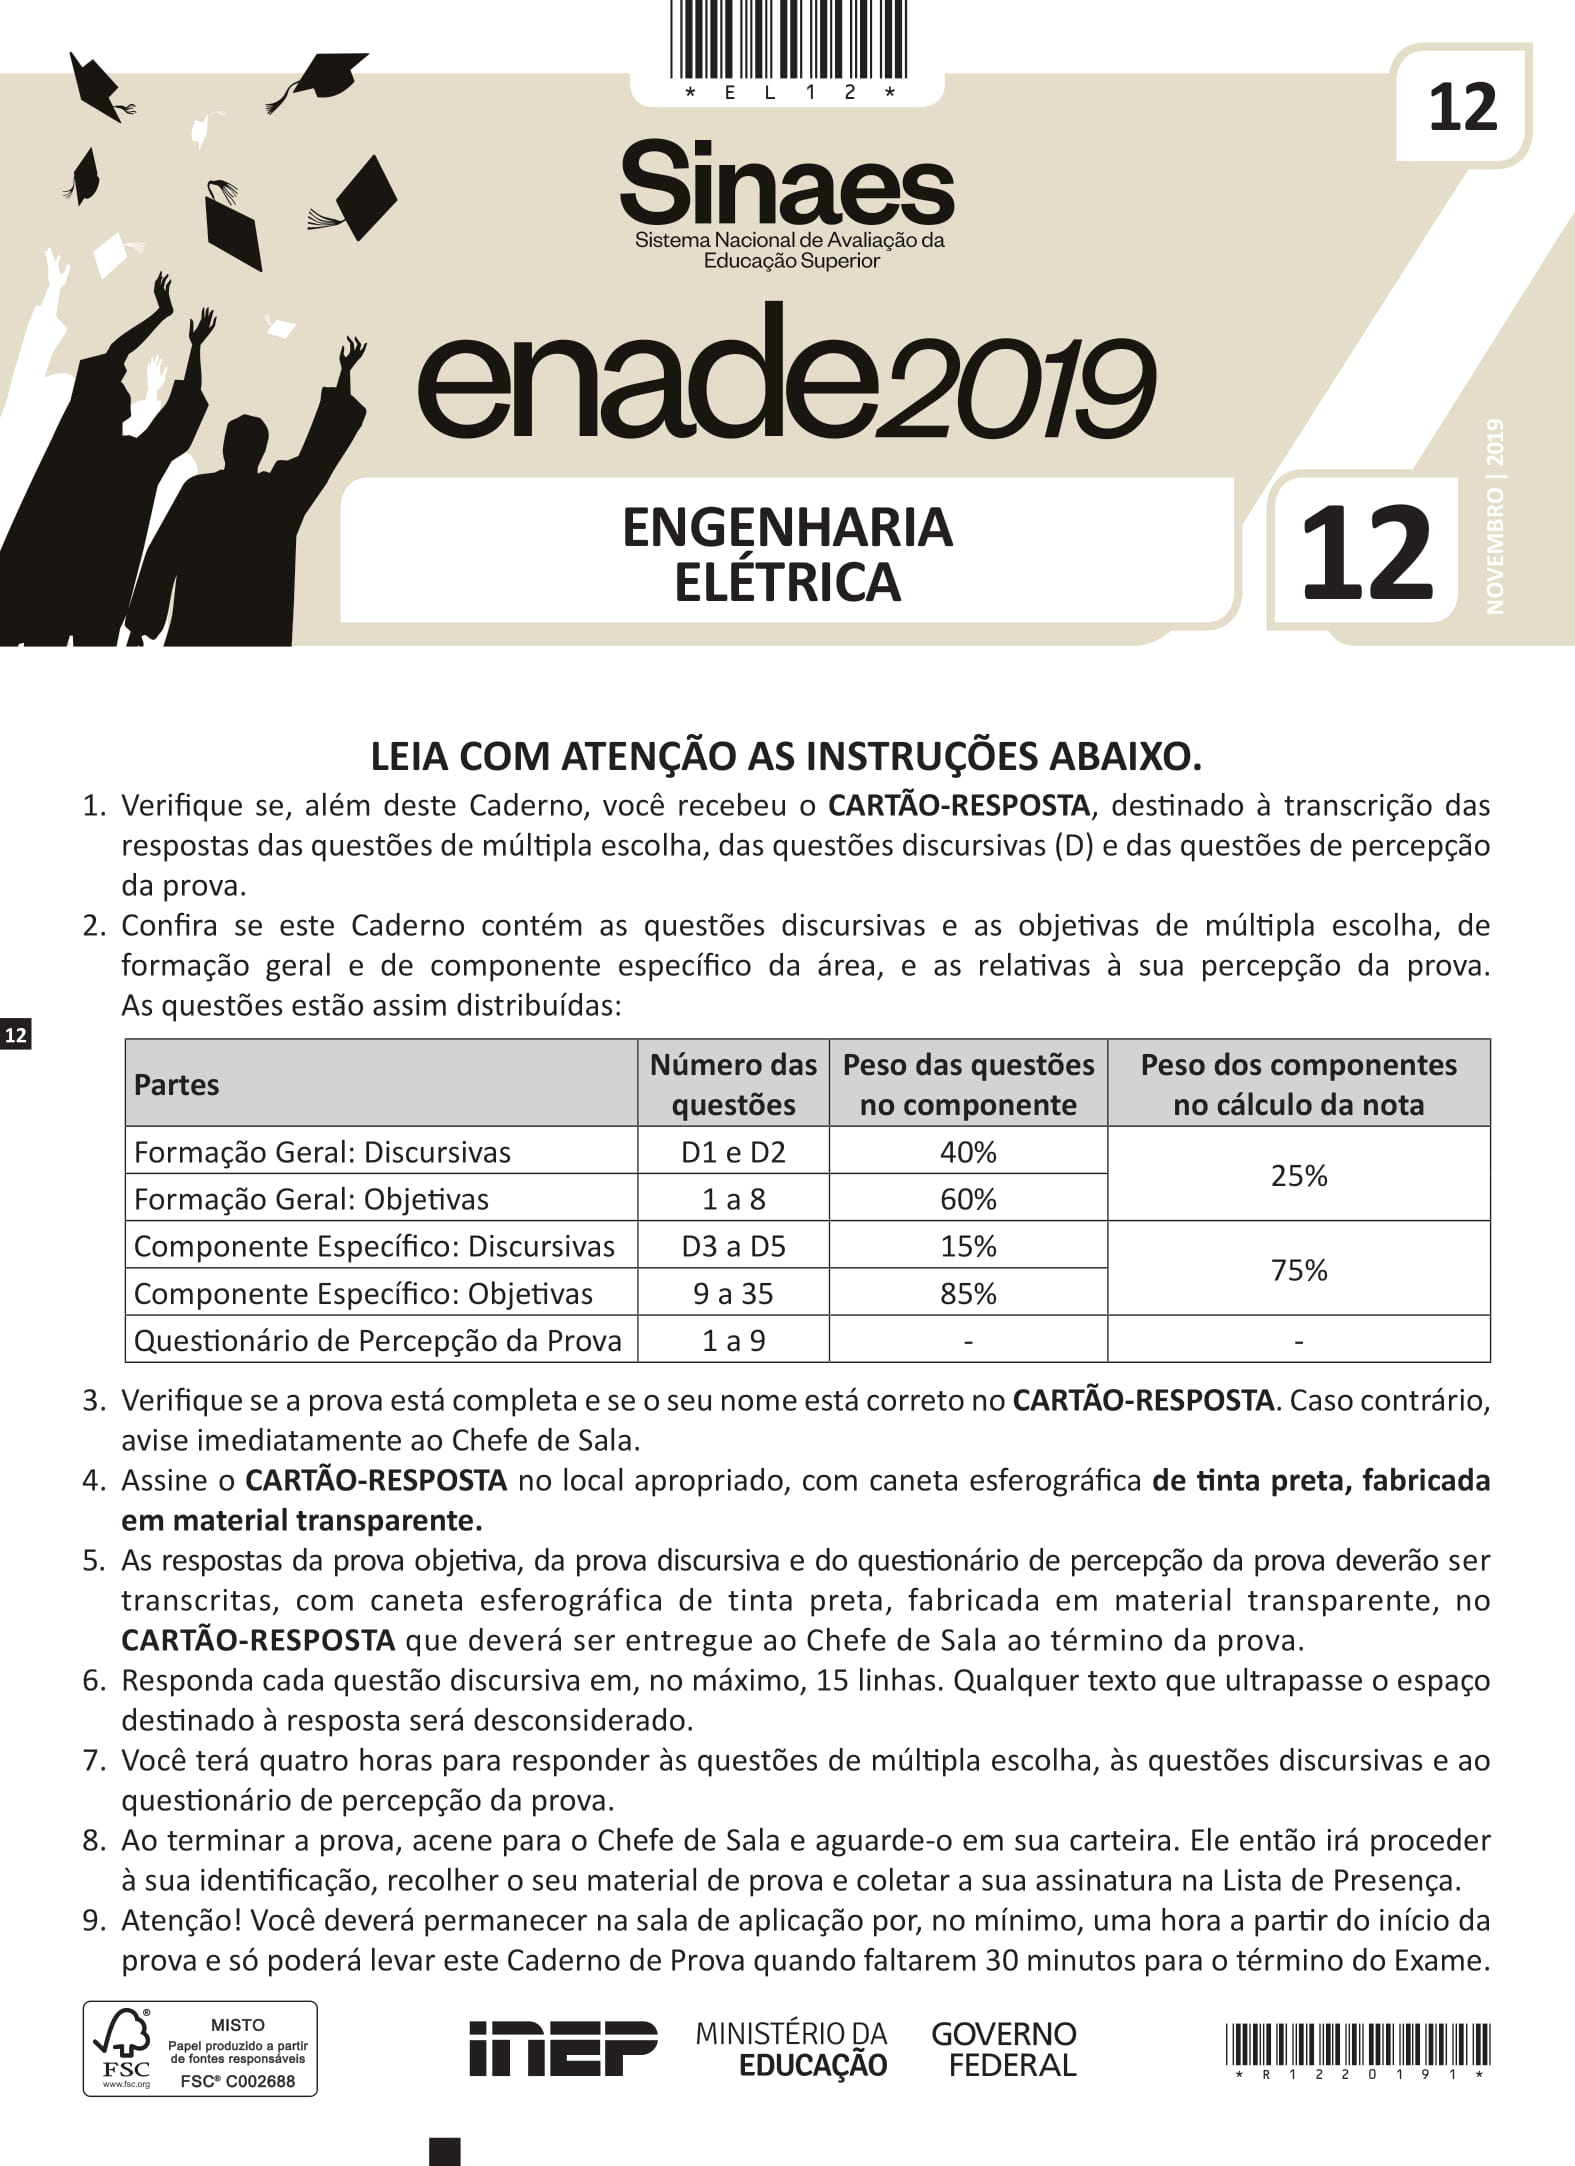 * E L 1 2 *
12
Sinaes
Sistema Nacional de Avaliação da
Educação Superior
enade2019
ENGENHARIA
ELÉTRICA
12
NOVEMBRO | 2019
LEIA COM ATENÇÃO AS INSTRUÇÕES ABAIXO.
1. Verifique se, além deste Caderno, você recebeu o CARTÃO-RESPOSTA, destinado à transcrição das
respostas das questões de múltipla escolha, das questões discursivas (D) e das questões de percepção
da prova.
2. Confira se este Caderno contém as questões discursivas e as objetivas de múltipla escolha, de
formação geral e de componente específico da área, e as relativas à sua percepção da prova.
As questões estão assim distribuídas:
12
Partes | Número das questões | Peso das questões no componente | Peso dos componentes no cálculo da nota
Formação Geral: Discursivas | D1 e D2 | 40% | 25%
Formação Geral: Objetivas | 1 a 8 | 60%
Componente Específico: Discursivas | D3 a D5 | 15% | 75%
Componente Específico: Objetivas | 9 a 35 | 85%
Questionário de Percepção da Prova | 1 a 9 | - | -
3. Verifique se a prova está completa e se o seu nome está correto no CARTÃO-RESPOSTA. Caso contrário,
avise imediatamente ao Chefe de Sala.
4. Assine o CARTÃO-RESPOSTA no local apropriado, com caneta esferográfica de tinta preta, fabricada
em material transparente.
5. As respostas da prova objetiva, da prova discursiva e do questionário de percepção da prova deverão ser
transcritas, com caneta esferográfica de tinta preta, fabricada em material transparente, no
CARTÃO-RESPOSTA que deverá ser entregue ao Chefe de Sala ao término da prova.
6. Responda cada questão discursiva em, no máximo, 15 linhas. Qualquer texto que ultrapasse o espaço
destinado à resposta será desconsiderado.
7. Você terá quatro horas para responder às questões de múltipla escolha, às questões discursivas e ao
questionário de percepção da prova.
8. Ao terminar a prova, acene para o Chefe de Sala e aguarde-o em sua carteira. Ele então irá proceder
à sua identificação, recolher o seu material de prova e coletar a sua assinatura na Lista de Presença.
9. Atenção! Você deverá permanecer na sala de aplicação por, no mínimo, uma hora a partir do início da
prova e só poderá levar este Caderno de Prova quando faltarem 30 minutos para o término do Exame.
®
FSC
www.fsc.org
MISTO
Papel produzido a partir
de fontes responsáveis
FSC® C002688
INEP
MINISTÉRIO DA
EDUCAÇÃO
GOVERNO
FEDERAL
* R 1 2 2 0 1 9 1 *